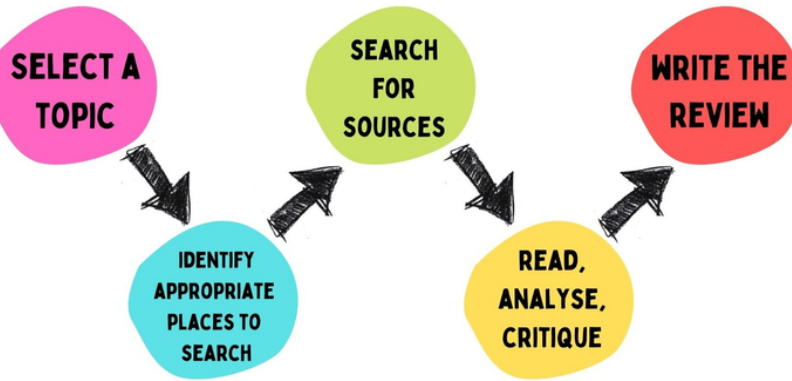 SELECT A
TOPIC
IDENTIFY
APPROPRIATE
PLACES TO
SEARCH
SEARCH
FOR
SOURCES
READ,
ANALYSE,
CRITIQUE
WRITE THE
REVIEW